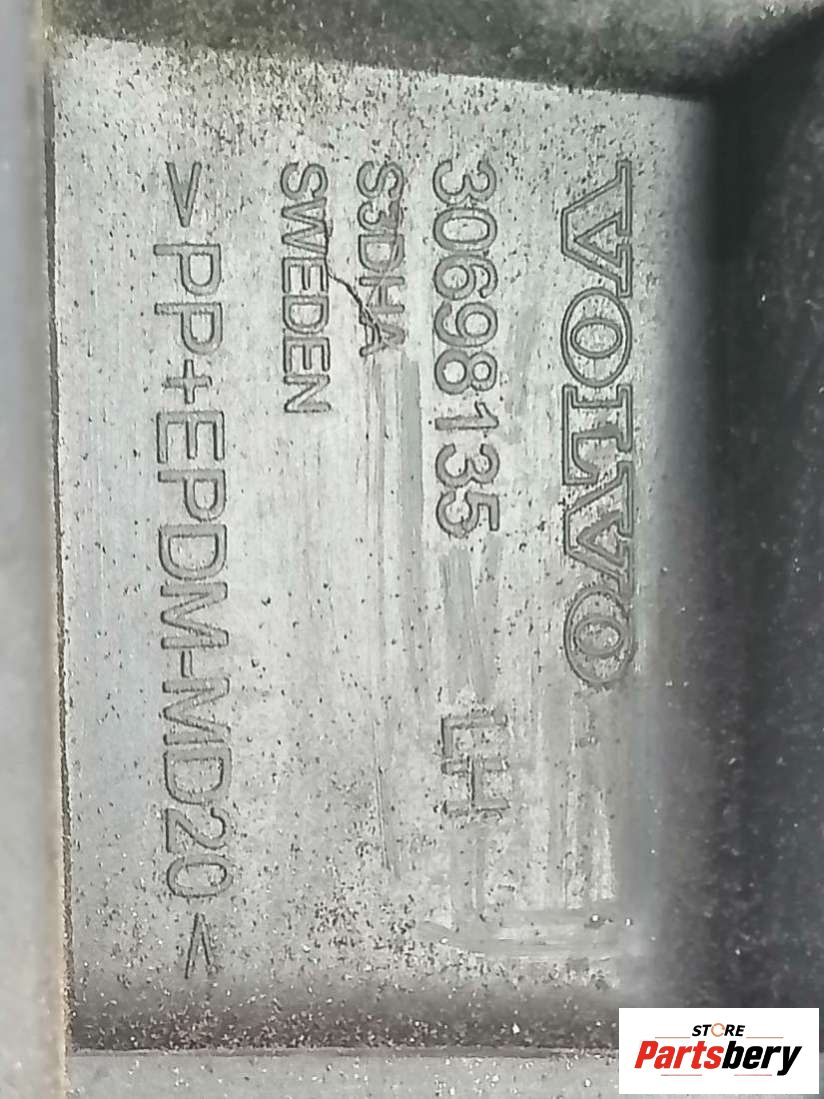 VOLVO
30698135 LH
S3DHA
SWEDEN
>PP+EPDM-MD20<
STORE
Partsbery